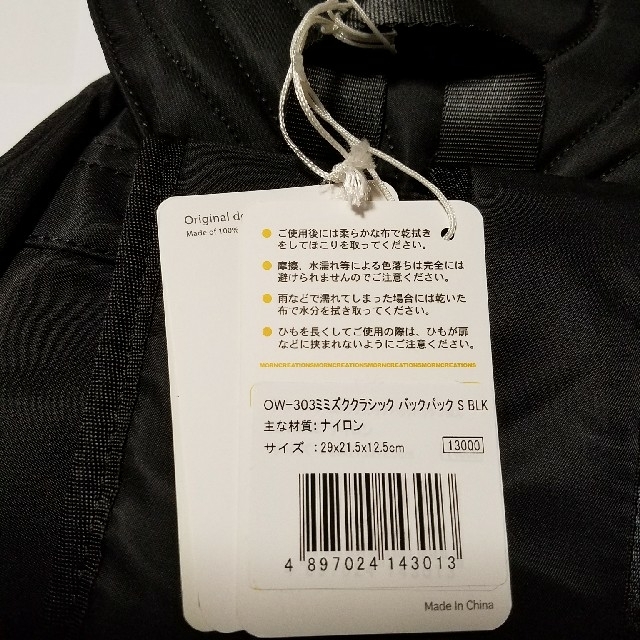 Original de
Made of 100%
ご使用後には柔らかな布で乾拭き
をしてほこりを取ってください。
摩擦、水濡れ等による色落ちは完全には
避けられませんのでご注意ください。
雨などで濡れてしまった場合には乾いた
布で水分を拭き取ってください。
ひもを長くしてご使用の際は、ひもが扉
などに挟まれないようにご注意ください。
MORNCREATIONSMORNCREATIONSMORNCREATIONS
OW-303ミミズククラシック バックパック S BLK
主な材質:ナイロン
サイズ :29x21.5x12.5cm
13000
4 897024 143013
Made In China